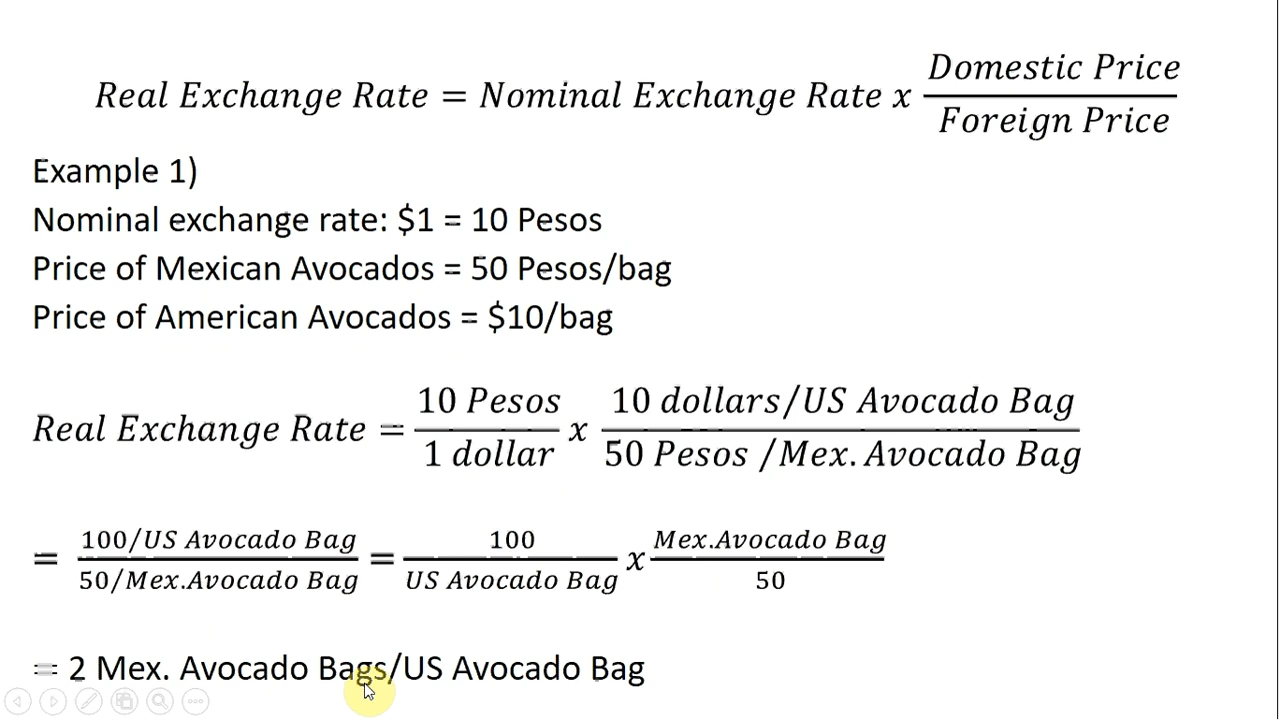 Real Exchange Rate = Nominal Exchange Rate x Domestic Price / Foreign Price
Example 1)
Nominal exchange rate: $1 = 10 Pesos
Price of Mexican Avocados = 50 Pesos/bag
Price of American Avocados = $10/bag
Real Exchange Rate = 10 Pesos / 1 dollar x 10 dollars/US Avocado Bag / 50 Pesos /Mex. Avocado Bag
= 100/US Avocado Bag / 50/Mex.Avocado Bag = 100 / US Avocado Bag x Mex.Avocado Bag / 50
= 2 Mex. Avocado Bags/US Avocado Bag